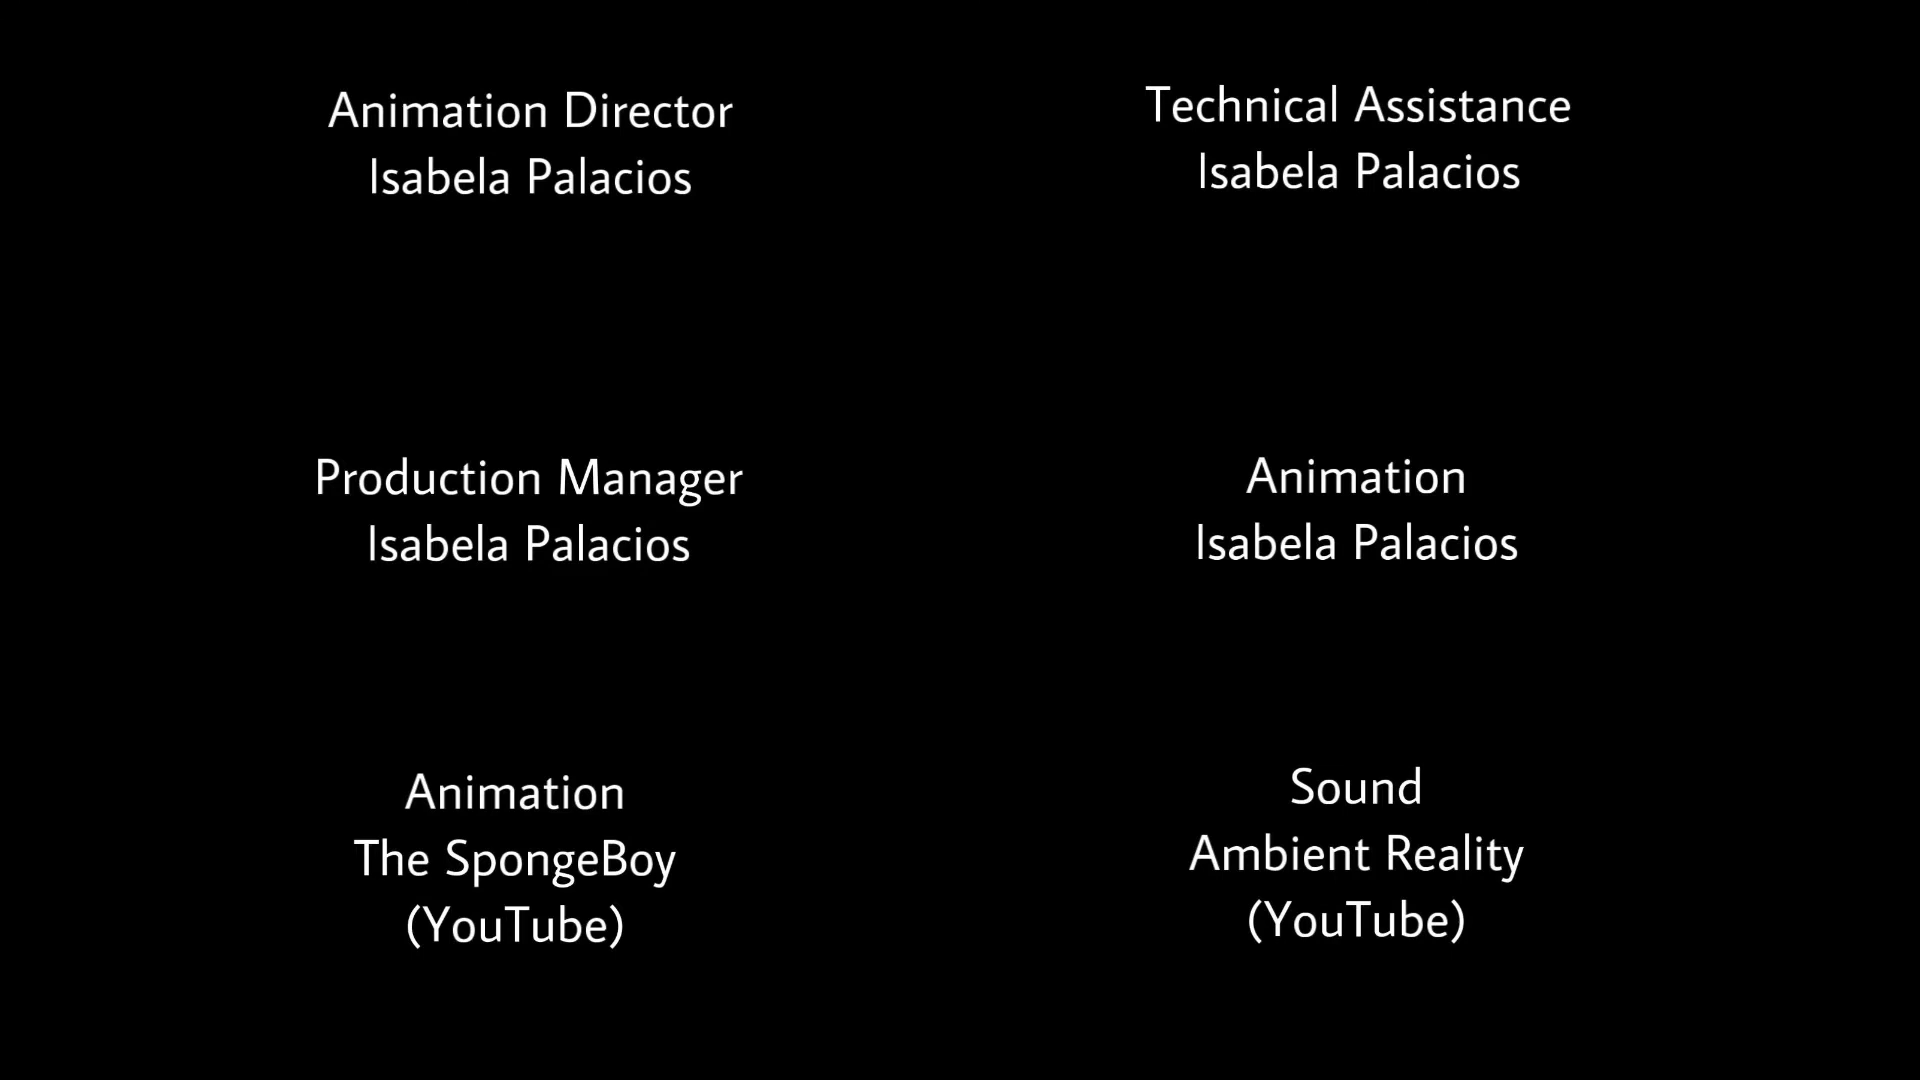 Animation Director
Isabela Palacios
Technical Assistance
Isabela Palacios
Production Manager
Isabela Palacios
Animation
Isabela Palacios
Animation
The SpongeBoy
(YouTube)
Sound
Ambient Reality
(YouTube)